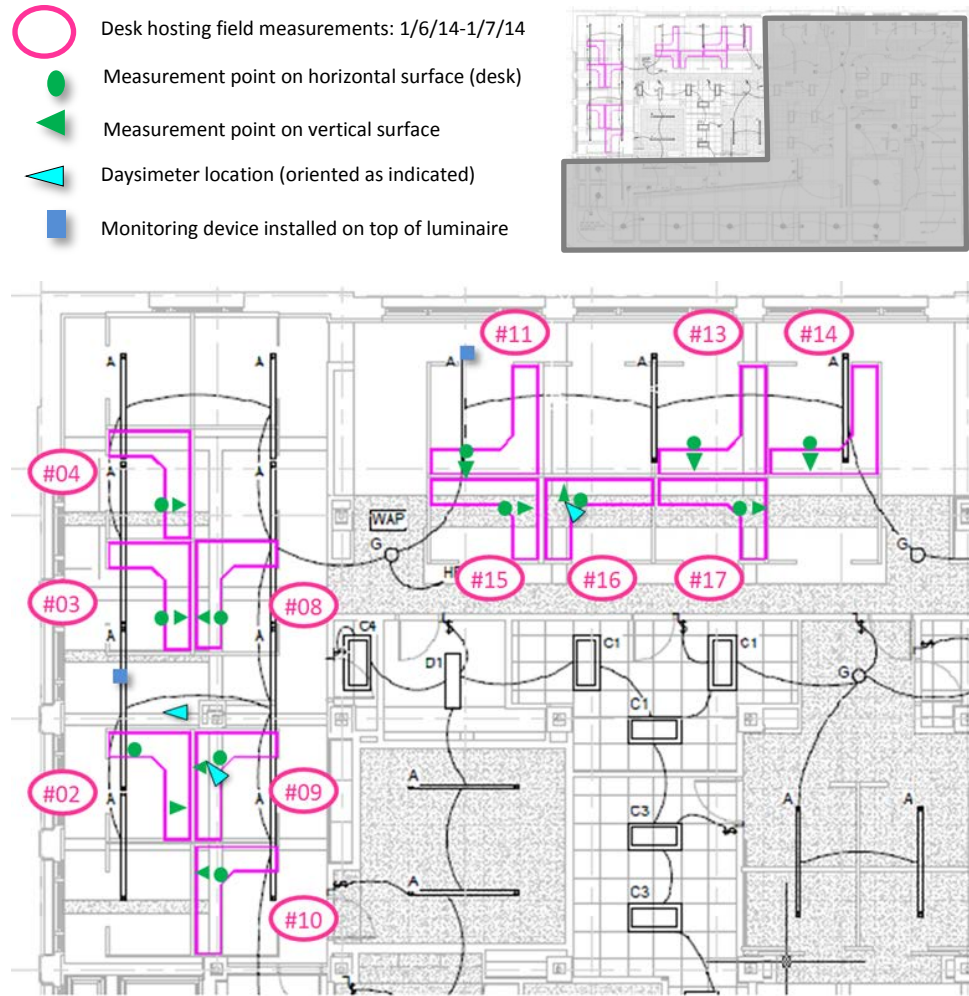 Desk hosting field measurements: 1/6/14-1/7/14
Measurement point on horizontal surface (desk)
Measurement point on vertical surface
Daysimeter location (oriented as indicated)
Monitoring device installed on top of luminaire
#11
#13
#14
A
A
A
A
A
#04
A
A
WAP
G
G
#15
#16
#17
#03
#08
A
A
C4
D1
C1
C1
G
C1
#02
#09
A
A
A
A
A
C3
#10
A
C3